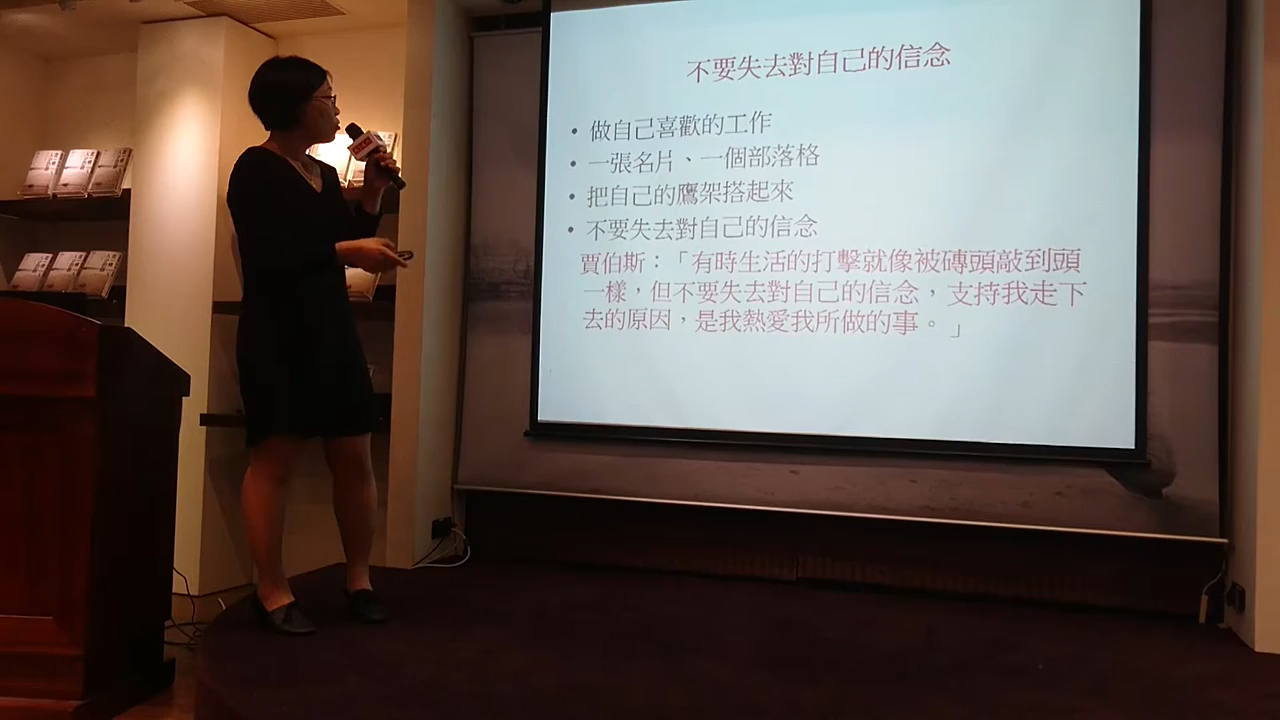 不要失去對自己的信念
• 做自己喜歡的工作
• 一張名片、一個部落格
• 把自己的鷹架搭起來
• 不要失去對自己的信念
賈伯斯：「有時生活的打擊就像被磚頭敲到頭
一樣，但不要失去對自己的信念，支持我走下
去的原因，是我熱愛我所做的事。」